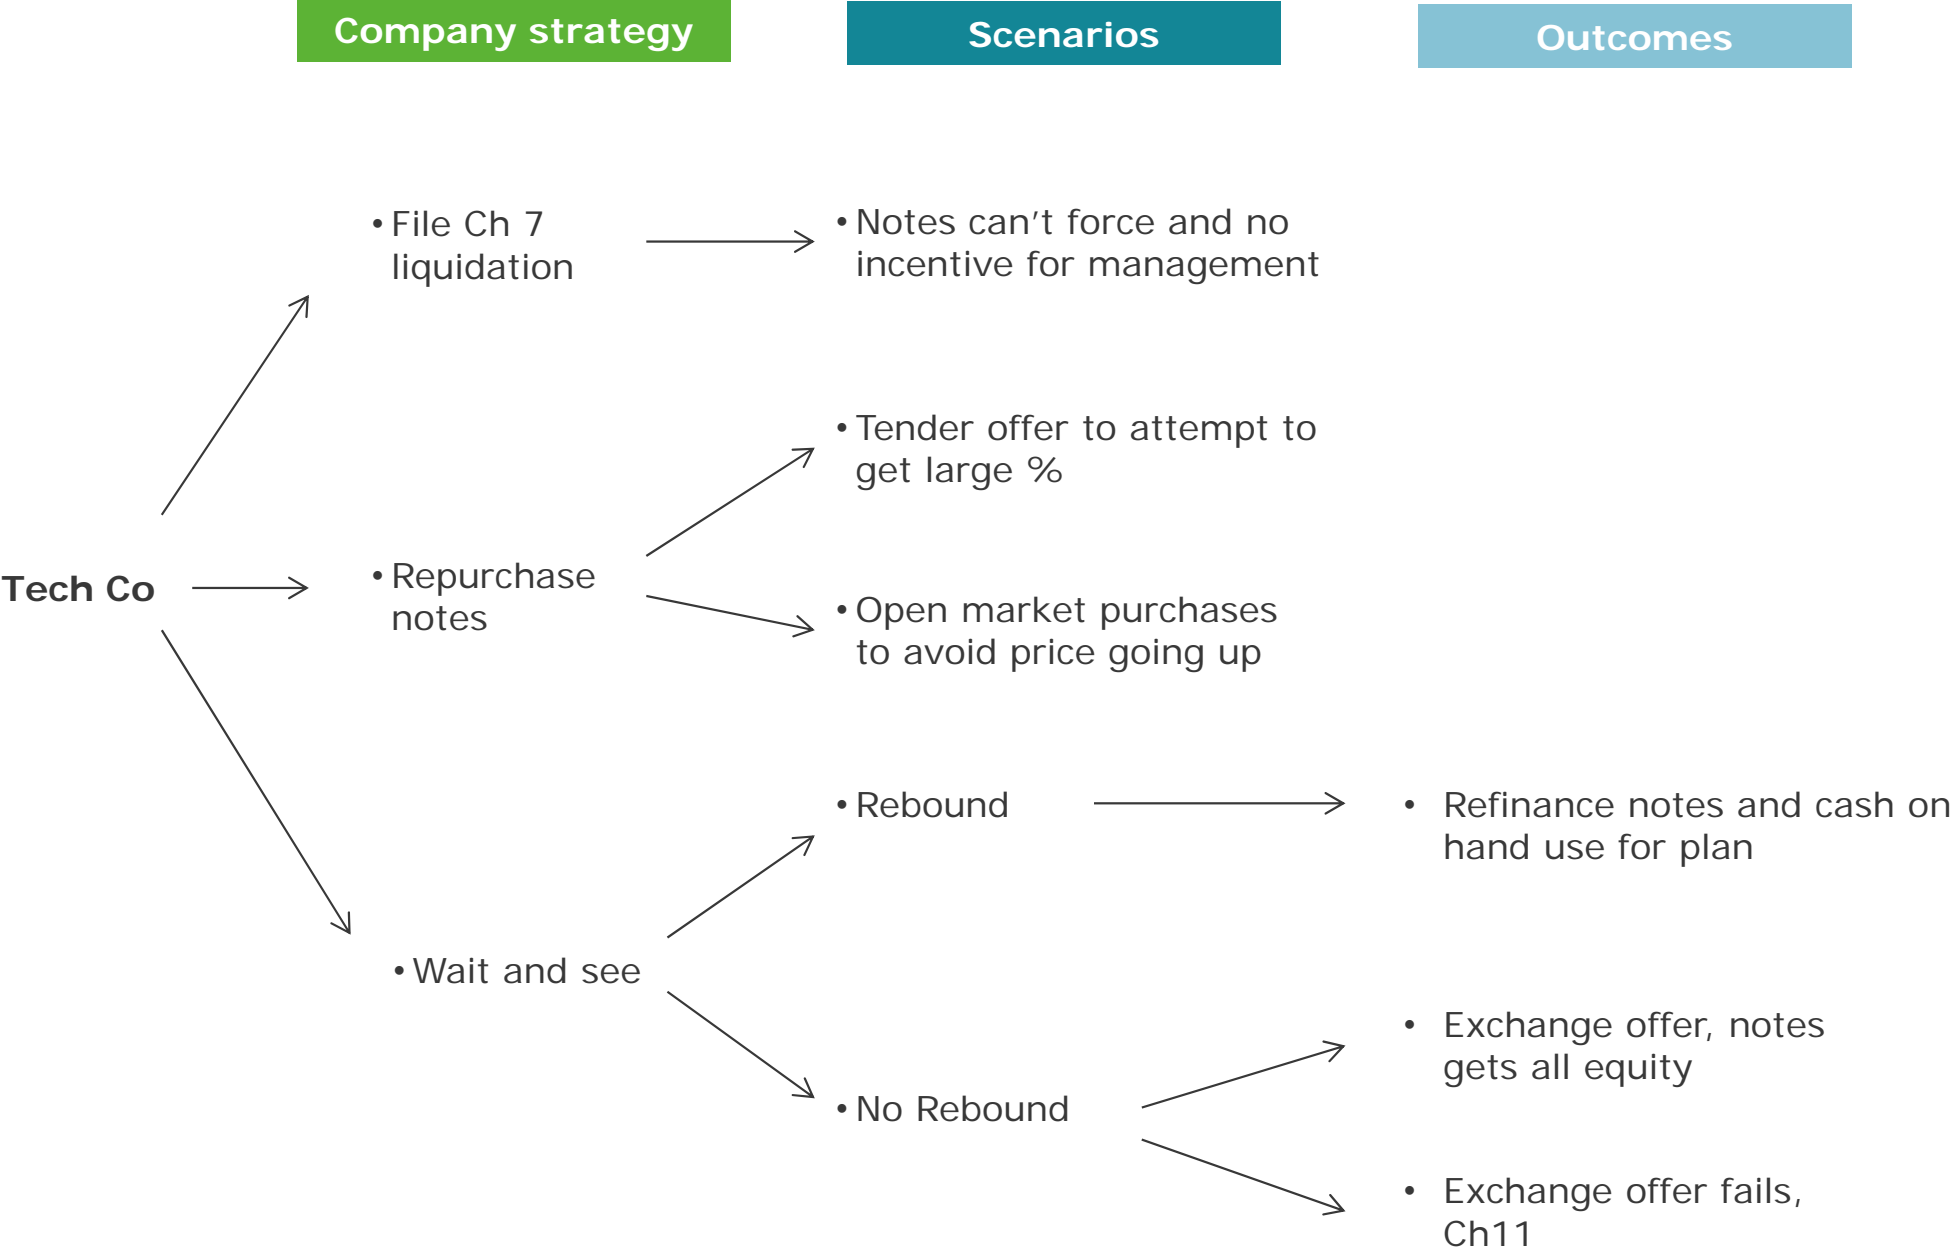 Company strategy
Scenarios
Outcomes
• File Ch 7
liquidation
• Notes can’t force and no
incentive for management
• Tender offer to attempt to
get large %
Tech Co
• Repurchase
notes
• Open market purchases
to avoid price going up
• Rebound
• Refinance notes and cash on
hand use for plan
• Wait and see
• Exchange offer, notes
gets all equity
• No Rebound
• Exchange offer fails,
Ch11